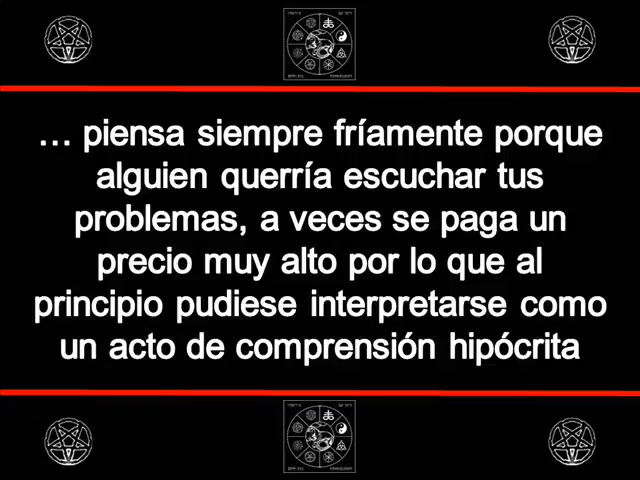 ... piensa siempre fríamente porque
alguien querría escuchar tus
problemas, a veces se paga un
precio muy alto por lo que al
principio pudiese interpretarse como
un acto de comprensión hipócrita